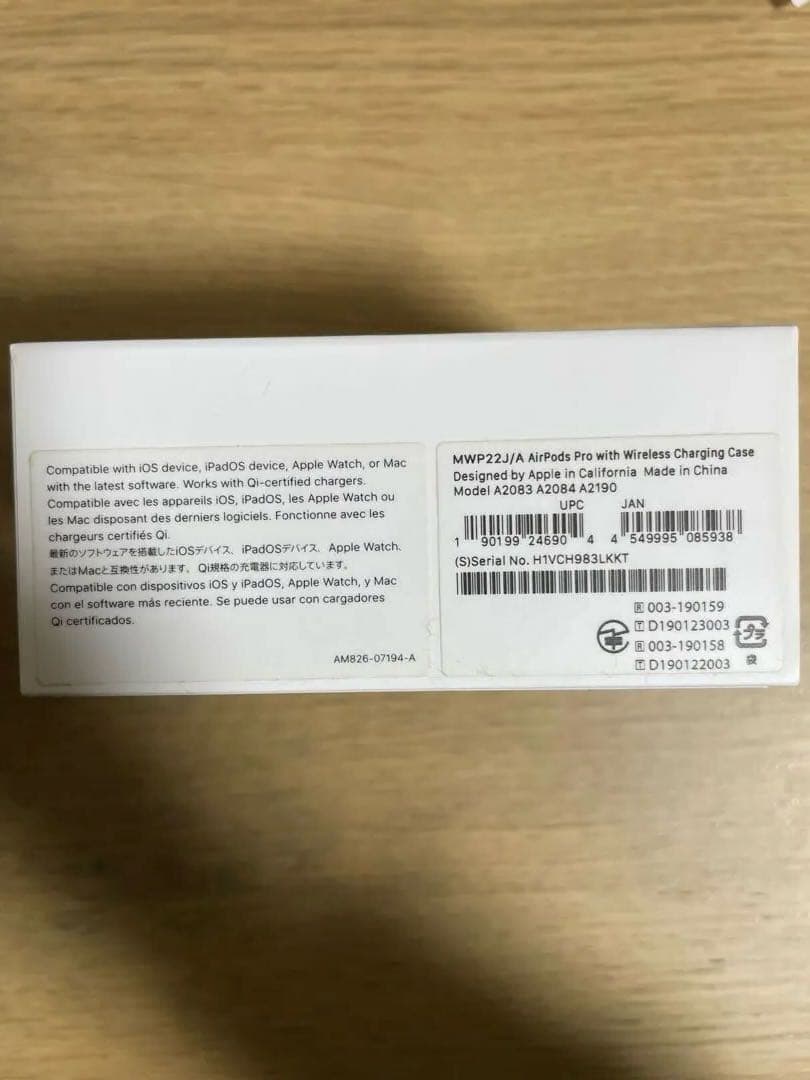 Compatible with iOS device, iPadOS device, Apple Watch, or Mac
with the latest software. Works with Qi-certified chargers.
Compatible avec les appareils iOS, iPadOS, les Apple Watch ou
les Mac disposant des derniers logiciels. Fonctionne avec les
chargeurs certifiés Qi.
最新のソフトウェアを搭載したiOSデバイス、iPadOSデバイス、Apple Watch、
またはMacと互換性があります。Qi規格の充電器に対応しています。
Compatible con dispositivos iOS y iPadOS, Apple Watch, y Mac
con el software más reciente. Se puede usar con cargadores
Qi certificados.
AM826-07194-A
MWP22J/A AirPods Pro with Wireless Charging Case
Designed by Apple in California Made in China
Model A2083 A2084 A2190
UPC JAN
1 90199 24690 4 4 549995 085938
(S)Serial No. H1VCH983LKKT
R 003-190159
T D190123003
R 003-190158
T D190122003
プラ
袋